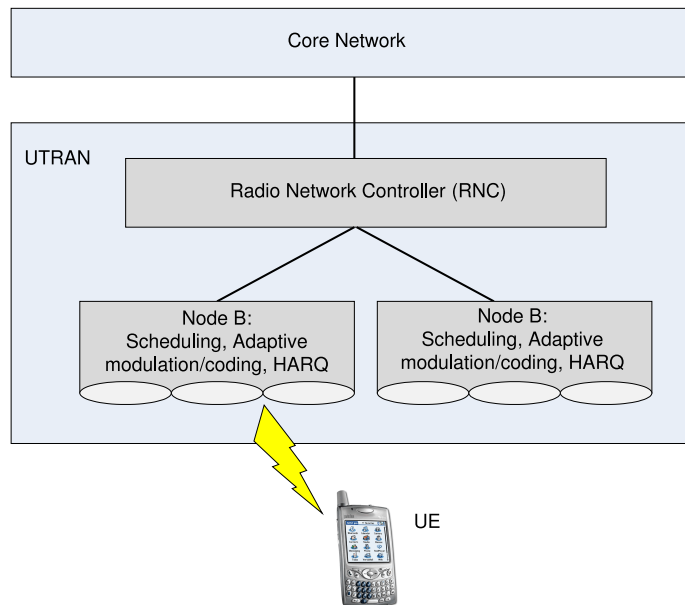 Core Network
UTRAN
Radio Network Controller (RNC)
Node B:
Scheduling, Adaptive
modulation/coding, HARQ
Node B:
Scheduling, Adaptive
modulation/coding, HARQ
UE